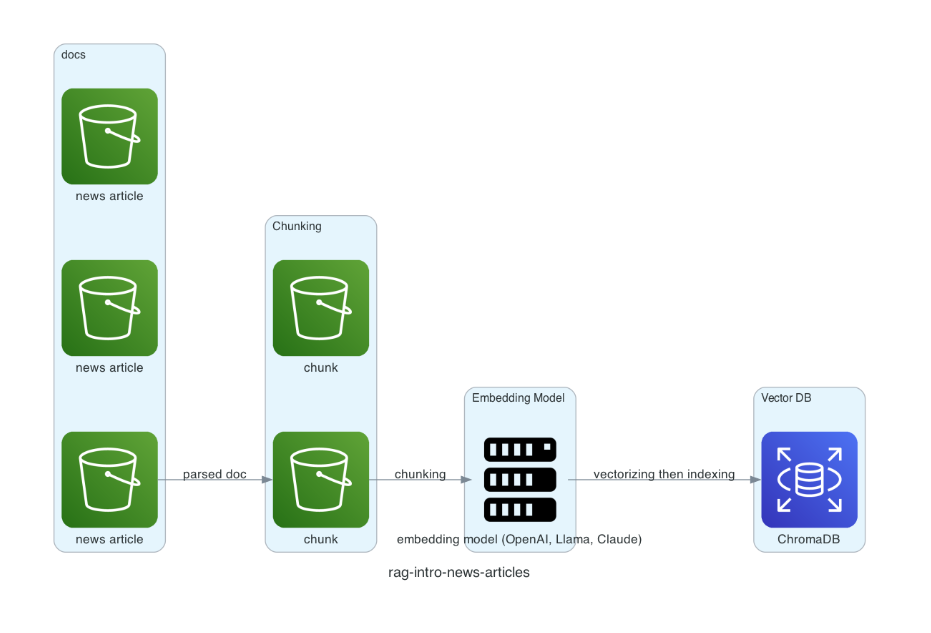 docs
news article
news article
news article
parsed doc
Chunking
chunk
chunk
chunking
Embedding Model
embedding model (OpenAI, Llama, Claude)
vectorizing then indexing
Vector DB
ChromaDB
rag-intro-news-articles